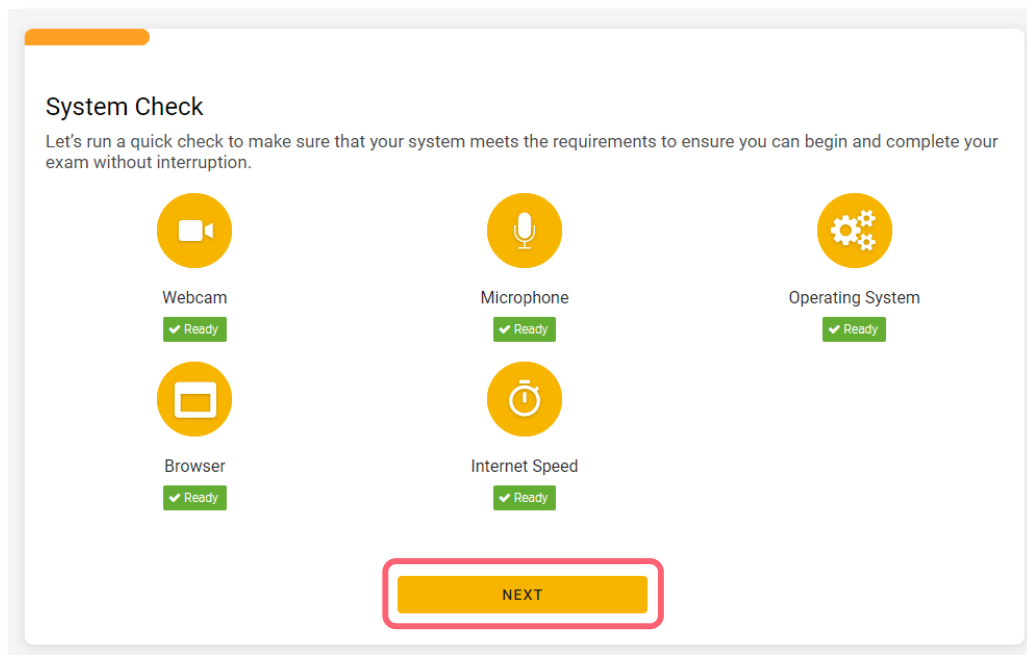 System Check
Let's run a quick check to make sure that your system meets the requirements to ensure you can begin and complete your
exam without interruption.
Webcam
Microphone
Operating System
Ready
Ready
Ready
Browser
Internet Speed
Ready
Ready
NEXT